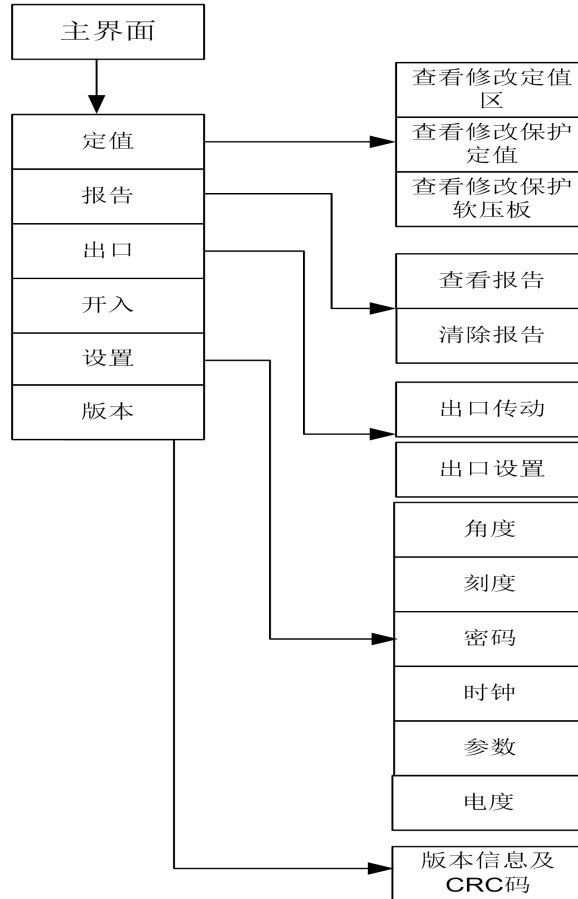 主界面
定值
报告
出口
开入
设置
版本
查看修改定值
区
查看修改保护
定值
查看修改保护
软压板
查看报告
清除报告
出口传动
出口设置
角度
刻度
密码
时钟
参数
电度
版本信息及
CRC码